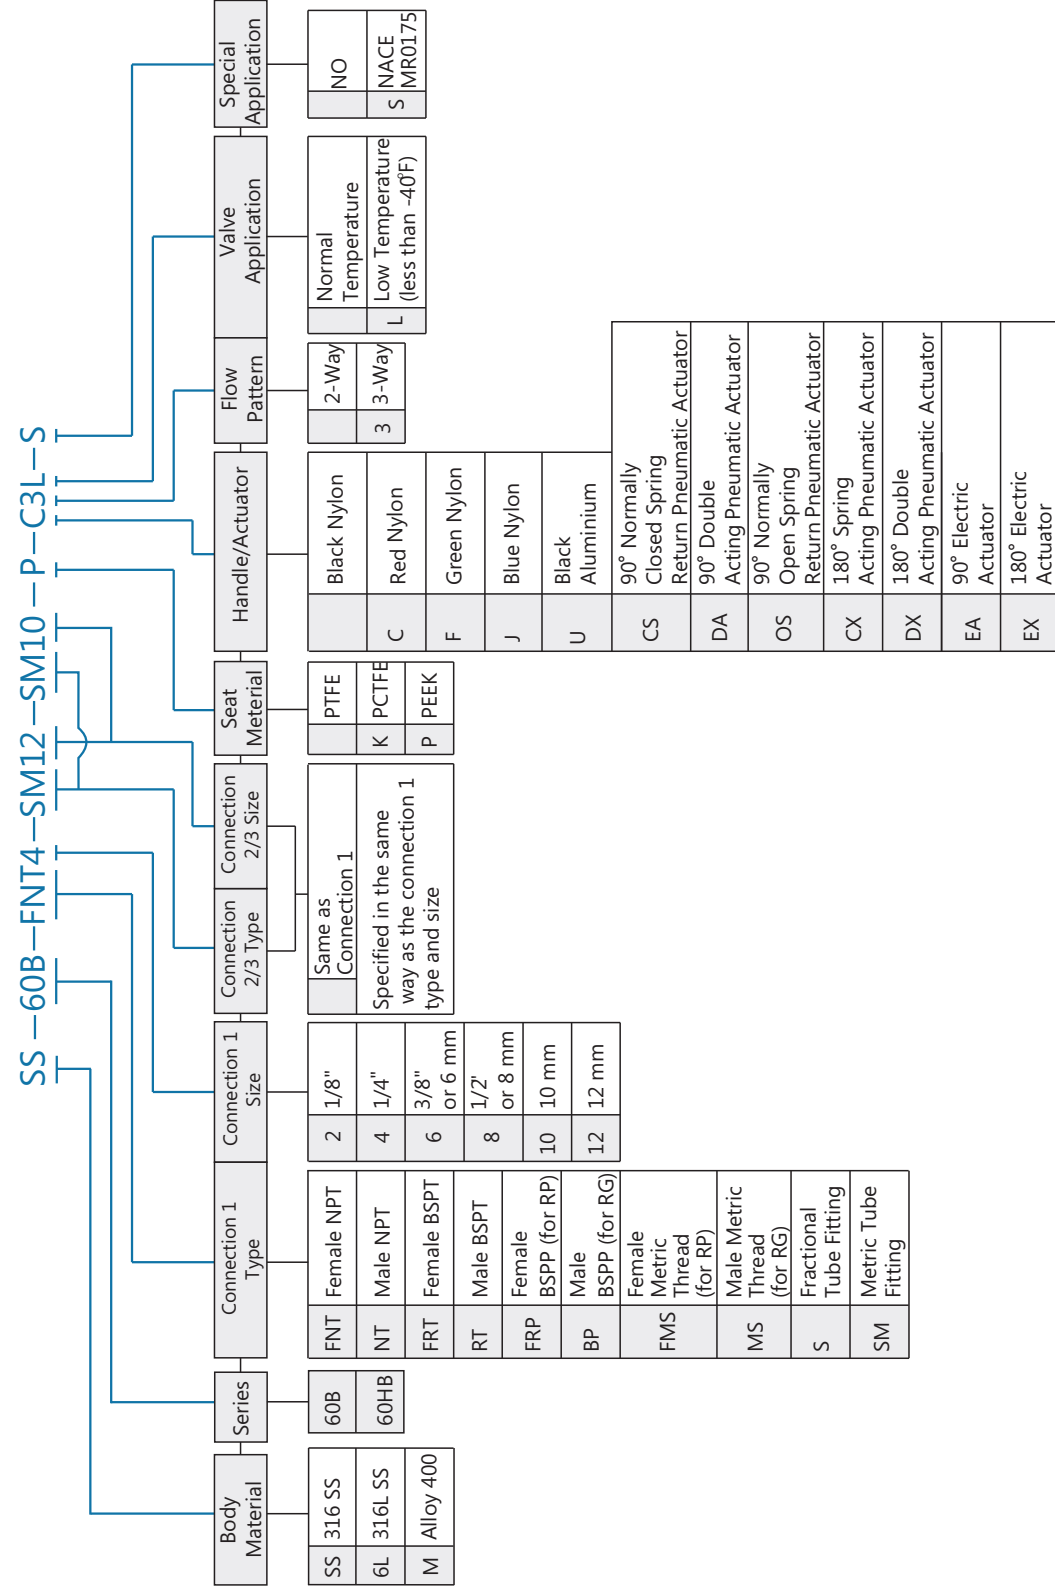 SS —60B—FNT4—SM12—SM10—P—C3L—S
Body
Material
SS 316 SS
6L 316L SS
M Alloy 400
Series
60B
60HB
Connection 1
Type
FNT Female NPT
NT Male NPT
FRT Female BSPT
RT Male BSPT
FRP Female
BSPP (for RP)
BP Male
BSPP (for RG)
FMS Female
Metric
Thread
(for RP)
MS Male Metric
Thread
(for RG)
S Fractional
Tube Fitting
SM Metric Tube
Fitting
Connection 1
Size
2 1/8"
4 1/4"
6 3/8"
or 6 mm
8 1/2'
or 8 mm
10 10 mm
12 12 mm
Connection
2/3 Type
Connection
2/3 Size
Same as
Connection 1
Specified in the same
way as the connection 1
type and size
Seat
Meterial
PTFE
K PCTFE
P PEEK
Handle/Actuator
Black Nylon
C Red Nylon
F Green Nylon
J Blue Nylon
U Black
Aluminium
CS 90° Normally
Closed Spring
Return Pneumatic Actuator
DA 90° Double
Acting Pneumatic Actuator
OS 90° Normally
Open Spring
Return Pneumatic Actuator
CX 180° Spring
Acting Pneumatic Actuator
DX 180° Double
Acting Pneumatic Actuator
EA 90° Electric
Actuator
EX 180° Electric
Actuator
Flow
Pattern
2-Way
3 3-Way
Valve
Application
Normal
Temperature
L Low Temperature
(less than -40°F)
Special
Application
NO
S NACE
MR0175